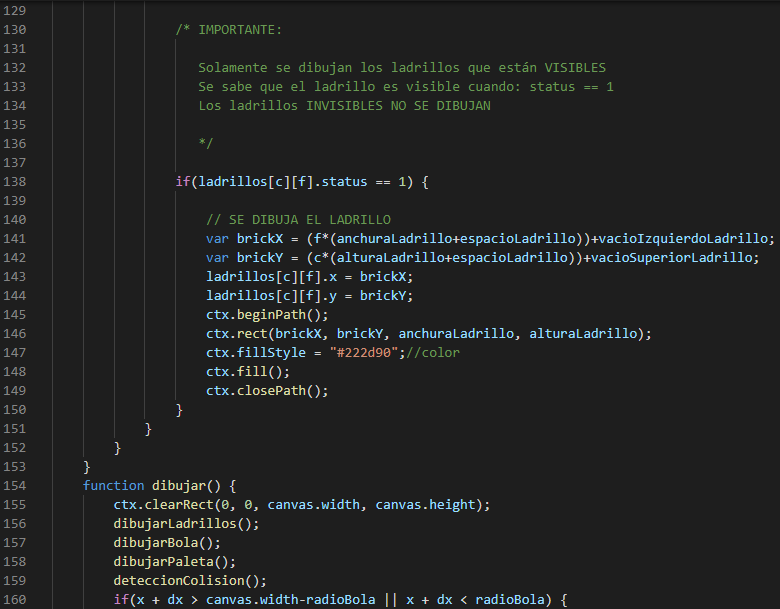 129
130 /* IMPORTANTE:
131
132 Solamente se dibujan los ladrillos que están VISIBLES
133 Se sabe que el ladrillo es visible cuando: status == 1
134 Los ladrillos INVISIBLES NO SE DIBUJAN
135
136 */
137
138 if(ladrillos[c][f].status == 1) {
139
140 // SE DIBUJA EL LADRILLO
141 var brickX = (f*(anchuraLadrillo+espacioLadrillo))+vacioIzquierdoLadrillo;
142 var brickY = (c*(alturaLadrillo+espacioLadrillo))+vacioSuperiorLadrillo;
143 ladrillos[c][f].x = brickX;
144 ladrillos[c][f].y = brickY;
145 ctx.beginPath();
146 ctx.rect(brickX, brickY, anchuraLadrillo, alturaLadrillo);
147 ctx.fillStyle = "#222d90";//color
148 ctx.fill();
149 ctx.closePath();
150 }
151 }
152 }
153 }
154 function dibujar() {
155 ctx.clearRect(0, 0, canvas.width, canvas.height);
156 dibujarLadrillos();
157 dibujarBola();
158 dibujarPaleta();
159 deteccionColision();
160 if(x + dx > canvas.width-radioBola || x + dx < radioBola) {